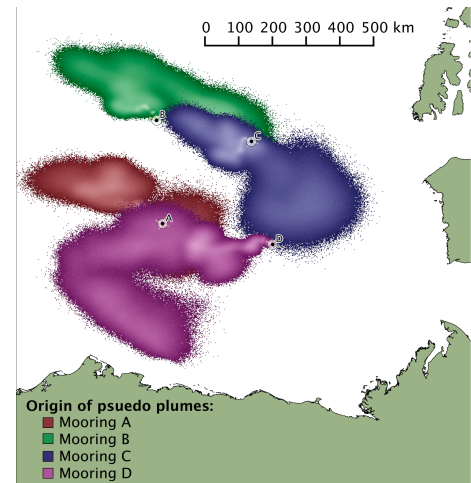 0 100 200 300 400 500 km
B
C
A
D
Origin of psuedo plumes:
Mooring A
Mooring B
Mooring C
Mooring D